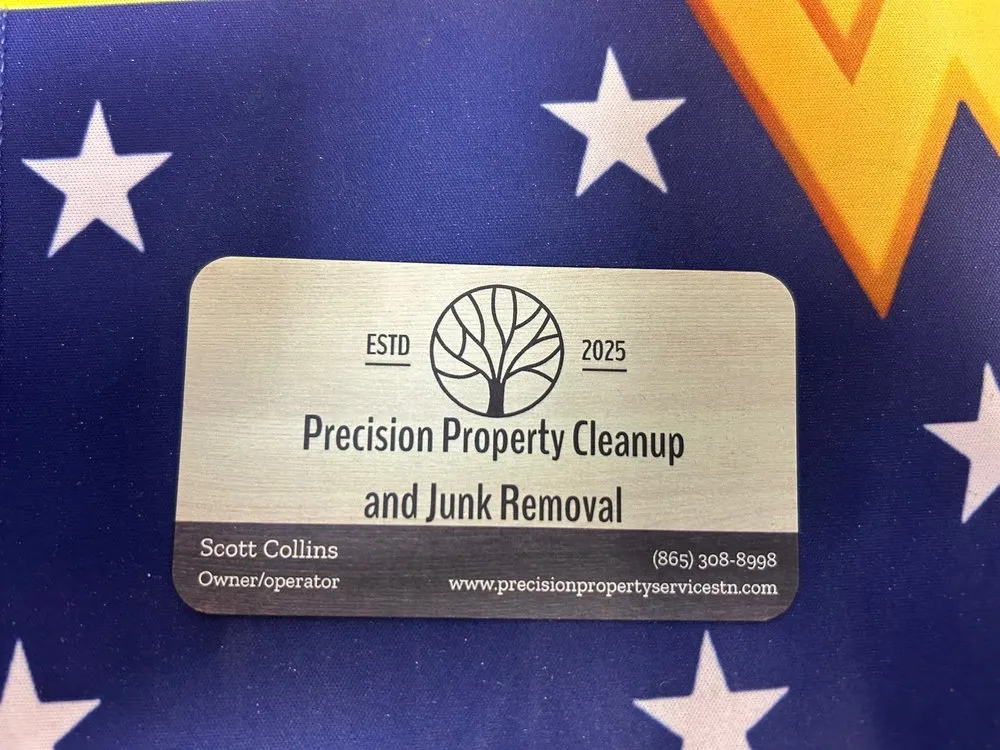 ESTD 2025
Precision Property Cleanup
and Junk Removal
Scott Collins
Owner/operator
(865) 308-8998
www.precisionpropertyservicestn.com